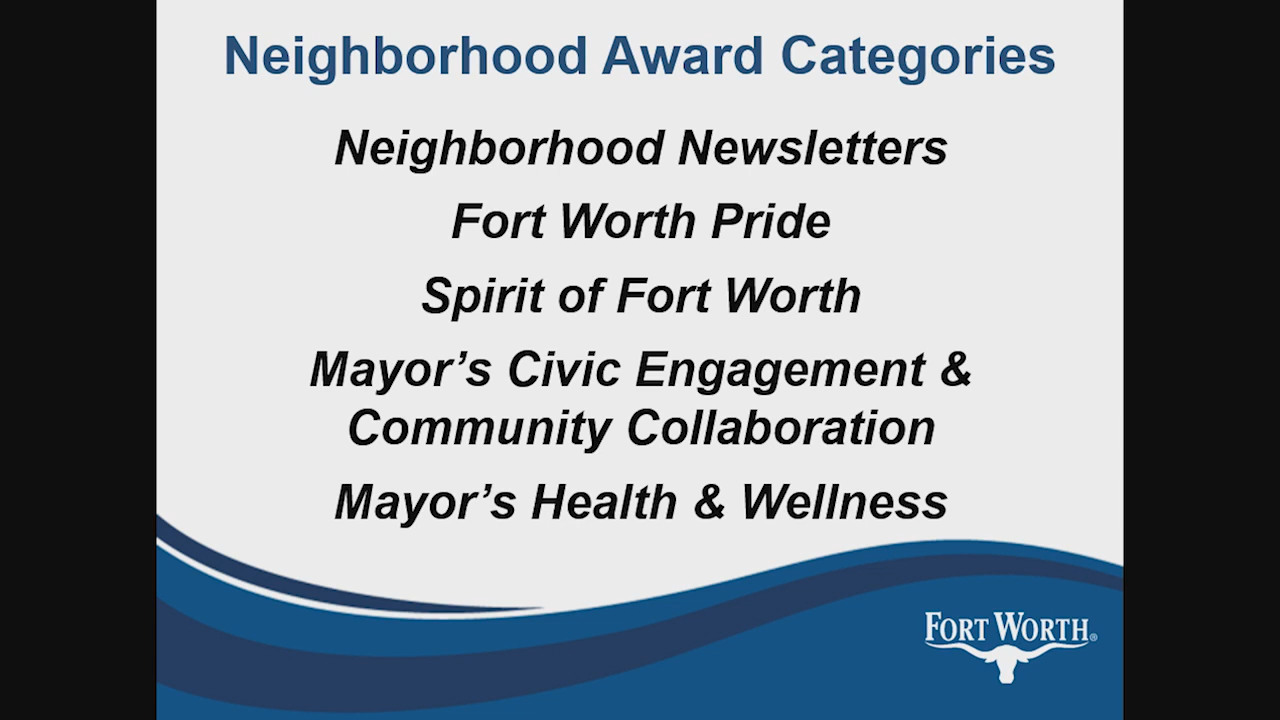 Neighborhood Award Categories
Neighborhood Newsletters
Fort Worth Pride
Spirit of Fort Worth
Mayor’s Civic Engagement &
Community Collaboration
Mayor’s Health & Wellness
FORT WORTH®